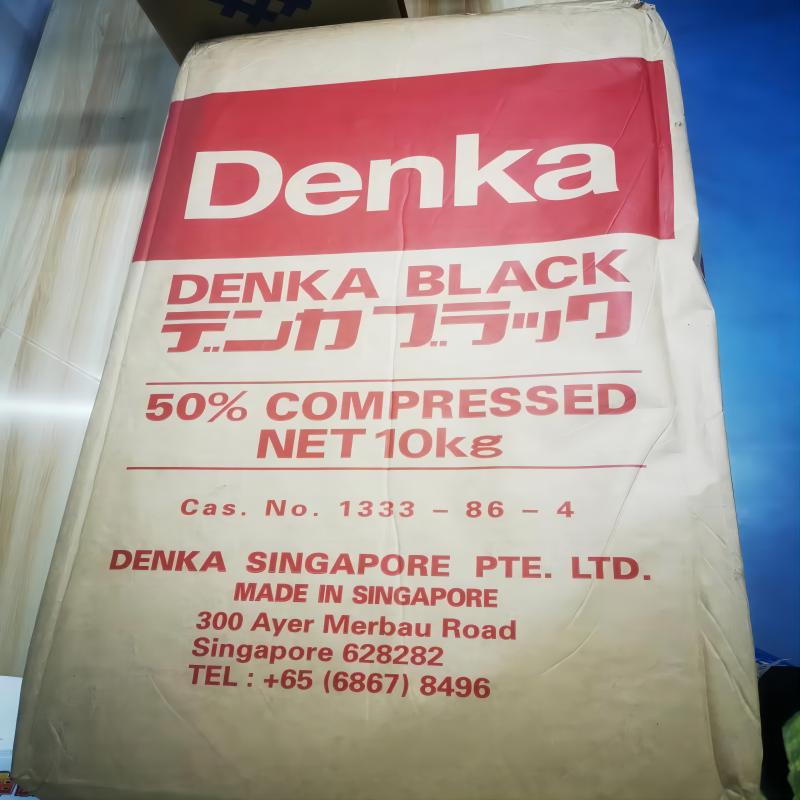 Denka
DENKA BLACK
デンカ ブラック
50% COMPRESSED
NET 10kg
Cas. No. 1333 - 86 - 4
DENKA SINGAPORE PTE. LTD.
MADE IN SINGAPORE
300 Ayer Merbau Road
Singapore 628282
TEL : +65 (6867) 8496